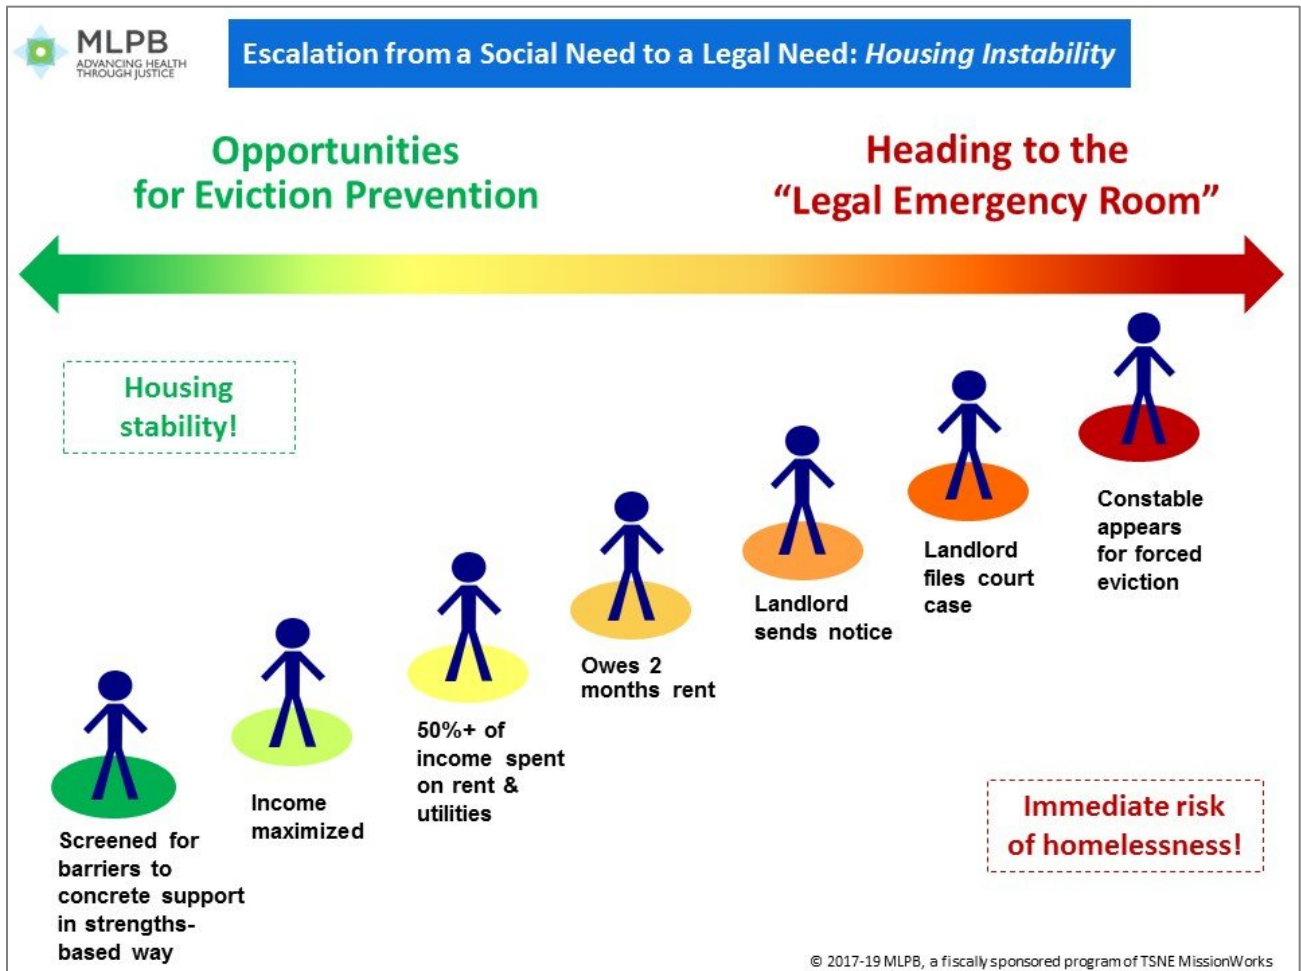 MLPB
ADVANCING HEALTH
THROUGH JUSTICE
Escalation from a Social Need to a Legal Need: Housing Instability
Opportunities
for Eviction Prevention
Heading to the
“Legal Emergency Room”
Housing
stability!
Screened for
barriers to
concrete support
in strengths-
based way
Income
maximized
50%+ of
income spent
on rent &
utilities
Owes 2
months rent
Landlord
sends notice
Landlord
files court
case
Constable
appears
for forced
eviction
Immediate risk
of homelessness!
© 2017-19 MLPB, a fiscally sponsored program of TSNE MissionWorks